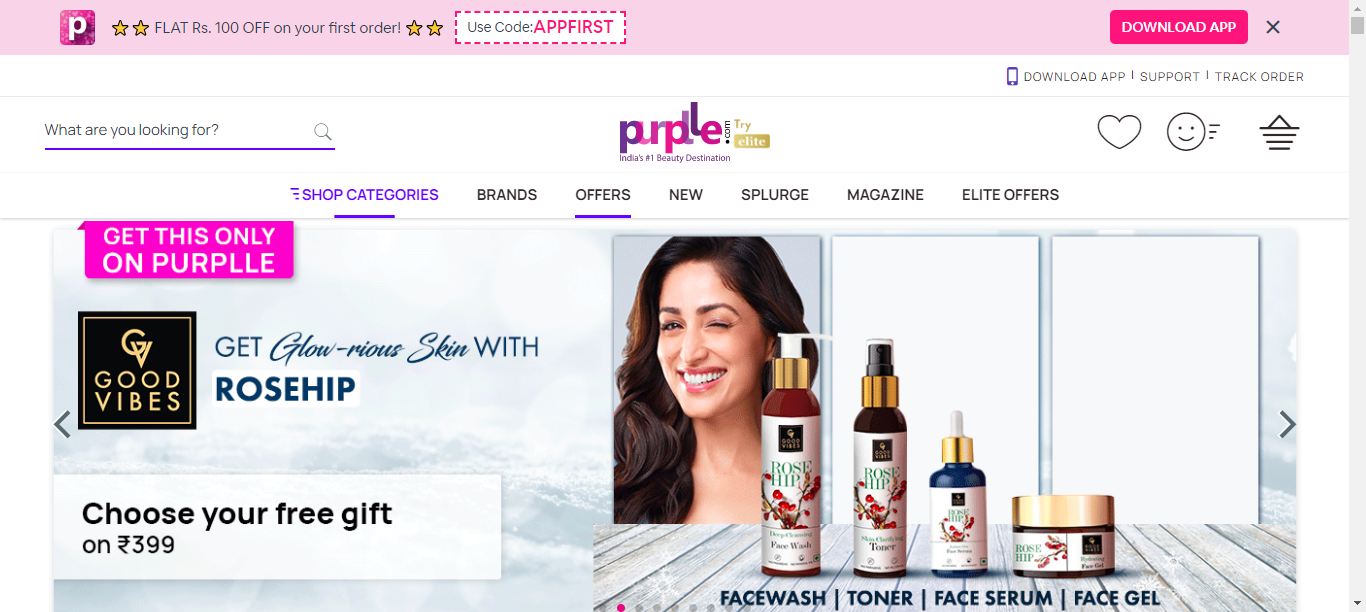 FLAT Rs. 100 OFF on your first order!
Use Code:APPFIRST
DOWNLOAD APP
DOWNLOAD APP
SUPPORT
TRACK ORDER
What are you looking for?
purplle.com
Try elite
India's #1 Beauty Destination
SHOP CATEGORIES
BRANDS
OFFERS
NEW
SPLURGE
MAGAZINE
ELITE OFFERS
GET THIS ONLY
ON PURPLLE
GOOD
VIBES
GET Glow-rious Skin WITH
ROSEHIP
Choose your free gift
on ₹399
GOOD
VIBES
ROSE
HIP
Deep Cleansing
Face Wash
GOOD
VIBES
ROSE
HIP
Skin Clarifying
Toner
ROSE
HIP
Face Serum
ROSE
HIP
GOOD
VIBES
Hydrating
Face Gel
FACEWASH | TONER | FACE SERUM | FACE GEL